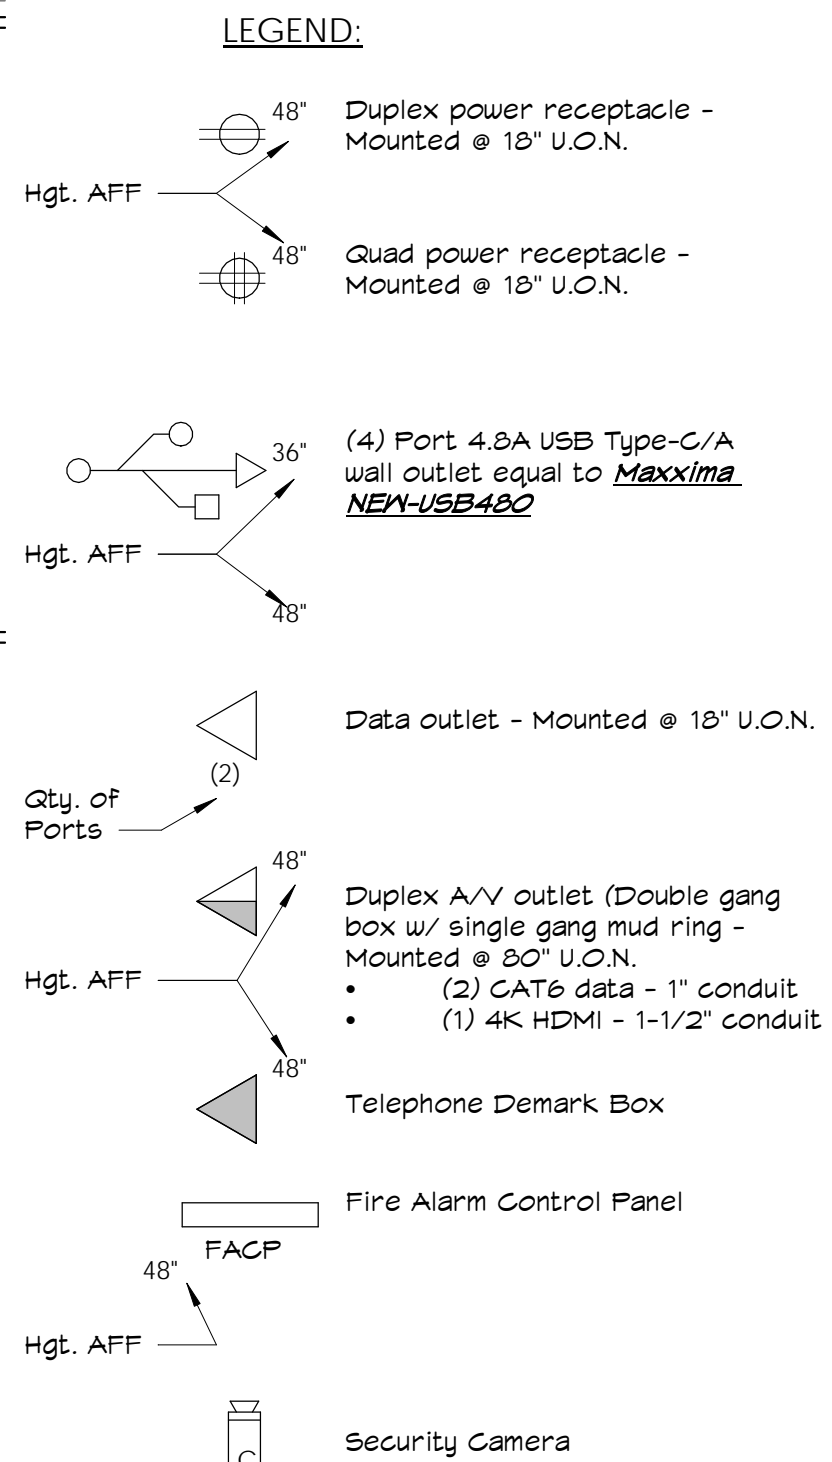 LEGEND:
48"
Duplex power receptacle -
Mounted @ 18" U.O.N.
Hgt. AFF
48"
Quad power receptacle -
Mounted @ 18" U.O.N.
36"
(4) Port 4.8A USB Type-C/A
wall outlet equal to Maxxima
NEW-USB480
Hgt. AFF
48"
Data outlet - Mounted @ 18" U.O.N.
(2)
Qty. of
Ports
48"
Duplex A/V outlet (Double gang
box w/ single gang mud ring -
Mounted @ 80" U.O.N.
• (2) CAT6 data - 1" conduit
• (1) 4K HDMI - 1-1/2" conduit
Hgt. AFF
48"
Telephone Demark Box
Fire Alarm Control Panel
FACP
48"
Hgt. AFF
Security Camera
C